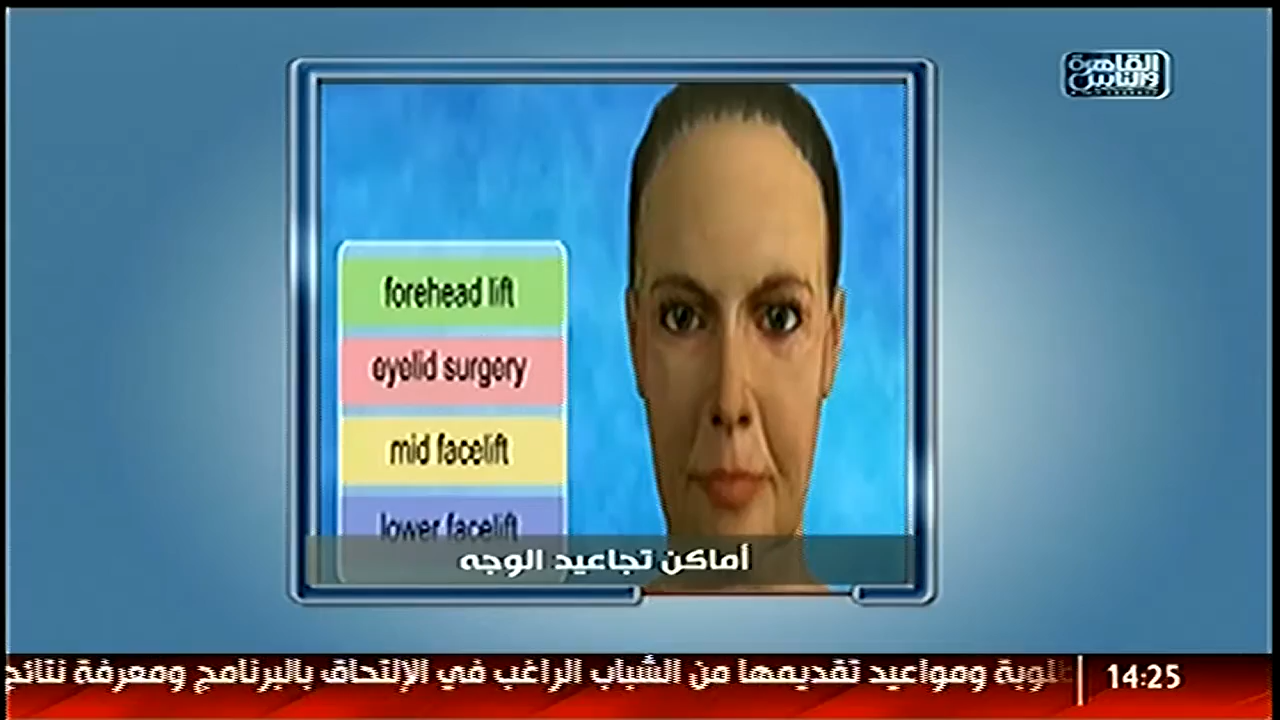 القاهرة
والناس
forehead lift
eyelid surgery
mid facelift
lower facelift
أماكن تجاعيد الوجه
ومواعيد تقديمها من الشباب الراغب في الإلتحاق بالبرنامج ومعرفة نتائج
14:25